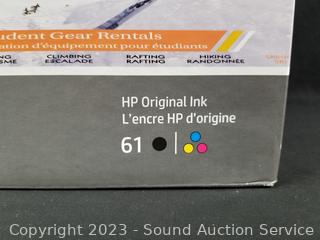 udent Gear Rentals
ation d'équipement pour étudiants
CLIMBING RAFTING HIKING
ESCALADE RAFTING RANDONNÉE
HP Original Ink
L'encre HP d'origine
61
Copyright 2023 - Sound Auction Service